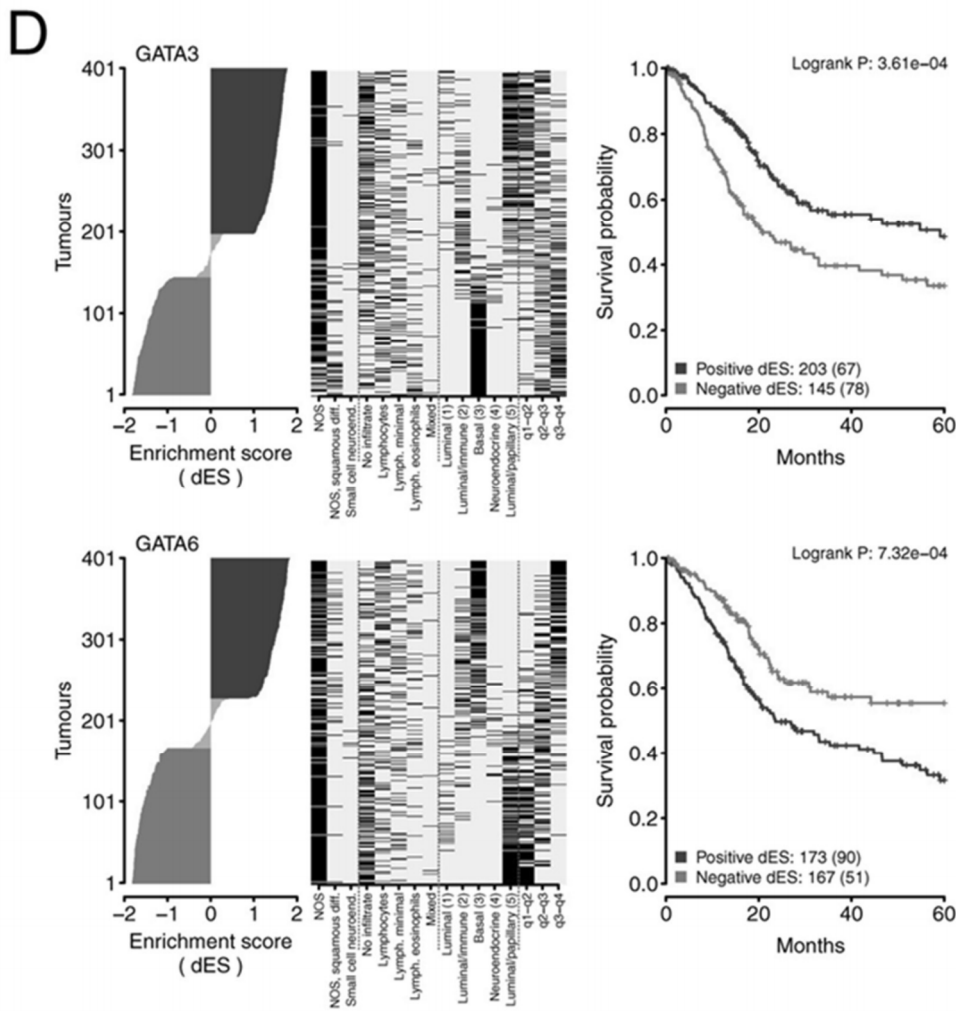 D
GATA3
401
301
201
101
1
Tumours
−2 −1 0 1 2
Enrichment score
( dES )
NOS
NOS, squamous diff.
Small cell neuroend.
No infiltrate
Lymphocytes
Lymph. minimal
Lymph. eosinophils
Mixed
Luminal (1)
Luminal/immune (2)
Basal (3)
Neuroendocrine (4)
Luminal/papillary (5)
q1−q2
q2−q3
q3−q4
Logrank P: 3.61e−04
1.0
0.8
0.6
0.4
0.2
0.0
Survival probability
Positive dES: 203 (67)
Negative dES: 145 (78)
0 20 40 60
Months
GATA6
401
301
201
101
1
Tumours
−2 −1 0 1 2
Enrichment score
( dES )
NOS
NOS, squamous diff.
Small cell neuroend.
No infiltrate
Lymphocytes
Lymph. minimal
Lymph. eosinophils
Mixed
Luminal (1)
Luminal/immune (2)
Basal (3)
Neuroendocrine (4)
Luminal/papillary (5)
q1−q2
q2−q3
q3−q4
Logrank P: 7.32e−04
1.0
0.8
0.6
0.4
0.2
0.0
Survival probability
Positive dES: 173 (90)
Negative dES: 167 (51)
0 20 40 60
Months